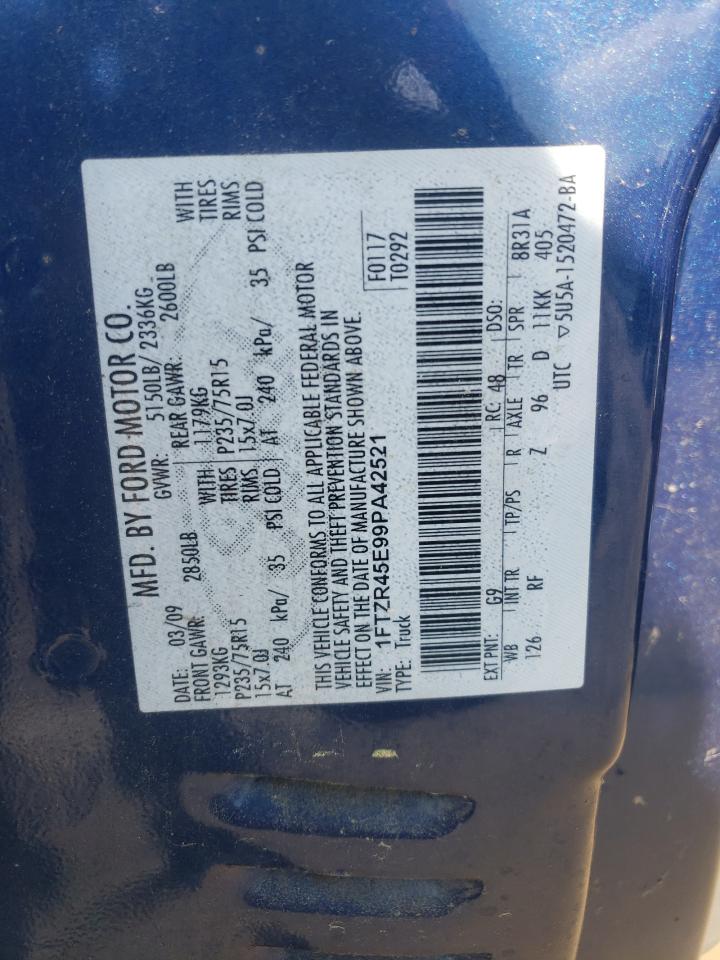 MFD. BY FORD MOTOR CO.
DATE: 03/09 GVWR: 5150LB/ 2336KG
FRONT GAWR: 2850LB REAR GAWR: 2600LB
1293KG WITH 1179KG WITH
P235/75R15 TIRES P235/75R15 TIRES
15x7.0J RIMS 15x7.0J RIMS
AT 240 kPa/ 35 PSI COLD AT 240 kPa/ 35 PSI COLD
THIS VEHICLE CONFORMS TO ALL APPLICABLE FEDERAL MOTOR
VEHICLE SAFETY AND THEFT PREVENTION STANDARDS IN
EFFECT ON THE DATE OF MANUFACTURE SHOWN ABOVE.
VIN: 1FTZR45E99PA42521 F0117
TYPE: Truck T0292
EXT PNT: G9 RC: 48 DSO:
WB INT TR TP/PS R AXLE TR SPR 8R31A
126 RF Z 96 D 11KK 405
UTC ▽5U5A-1520472-BA